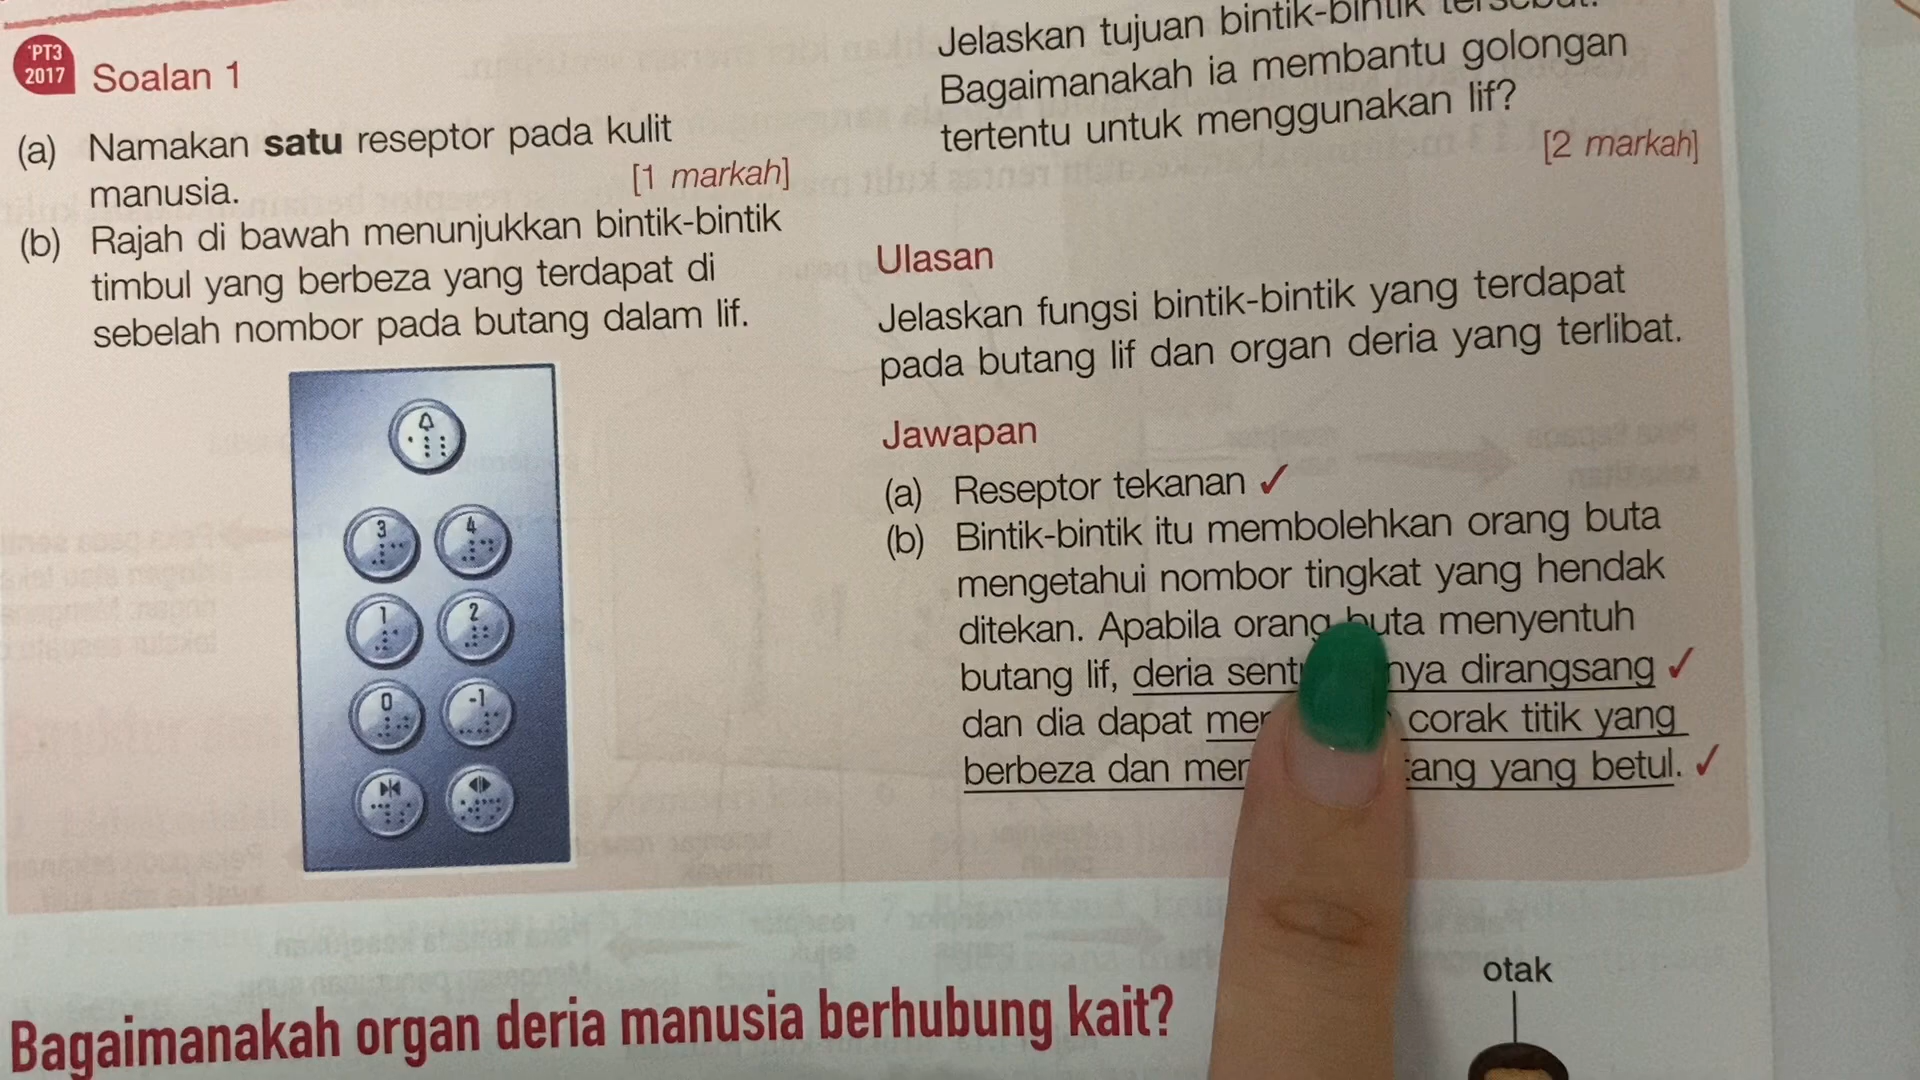 PT3
2017
Soalan 1
(a) Namakan satu reseptor pada kulit
manusia. [1 markah]
(b) Rajah di bawah menunjukkan bintik-bintik
timbul yang berbeza yang terdapat di
sebelah nombor pada butang dalam lif.
3 4
1 2
0 -1
Jelaskan tujuan bintik-bintik
Bagaimanakah ia membantu golongan
tertentu untuk menggunakan lif?
[2 markah]
Ulasan
Jelaskan fungsi bintik-bintik yang terdapat
pada butang lif dan organ deria yang terlibat.
Jawapan
(a) Reseptor tekanan ✓
(b) Bintik-bintik itu membolehkan orang buta
mengetahui nombor tingkat yang hendak
ditekan. Apabila orang buta menyentuh
butang lif, deria dirangsang ✓
dan dia dapat corak titik yang
berbeza dan yang betul. ✓
Bagaimanakah organ deria manusia berhubung kait?
otak